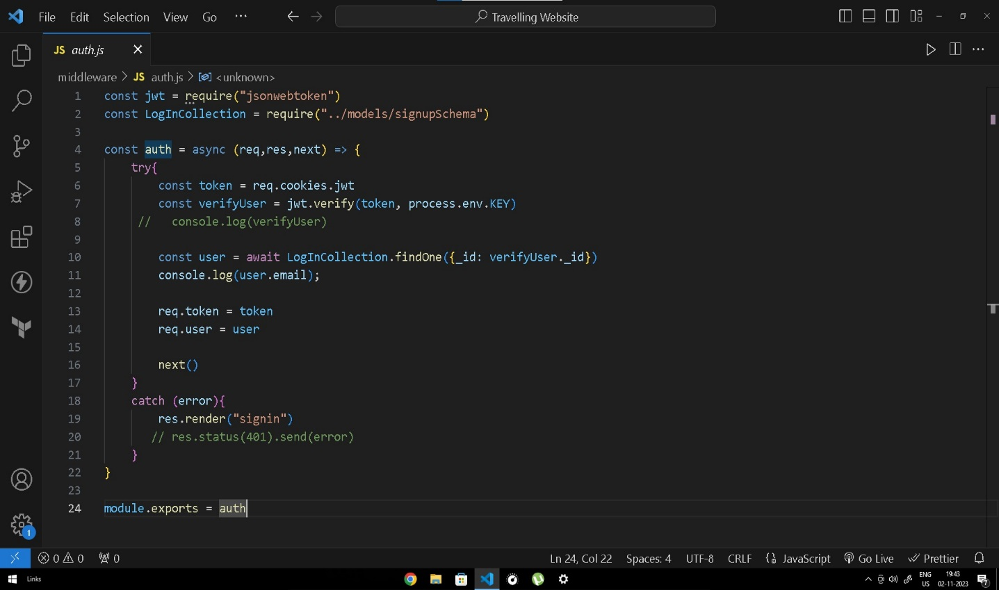 File Edit Selection View Go ··· Travelling Website
JS auth.js
middleware > JS auth.js > <unknown>
1 const jwt = require("jsonwebtoken")
2 const LogInCollection = require("../models/signupSchema")
3
4 const auth = async (req,res,next) => {
5 try{
6 const token = req.cookies.jwt
7 const verifyUser = jwt.verify(token, process.env.KEY)
8 // console.log(verifyUser)
9
10 const user = await LogInCollection.findOne({_id: verifyUser._id})
11 console.log(user.email);
12
13 req.token = token
14 req.user = user
15
16 next()
17 }
18 catch (error){
19 res.render("signin")
20 // res.status(401).send(error)
21 }
22 }
23
24 module.exports = auth
1
0 0 0 Ln 24, Col 22 Spaces: 4 UTF-8 CRLF {} JavaScript Go Live Prettier
Links ENG 19:43
US 02-11-2023 7